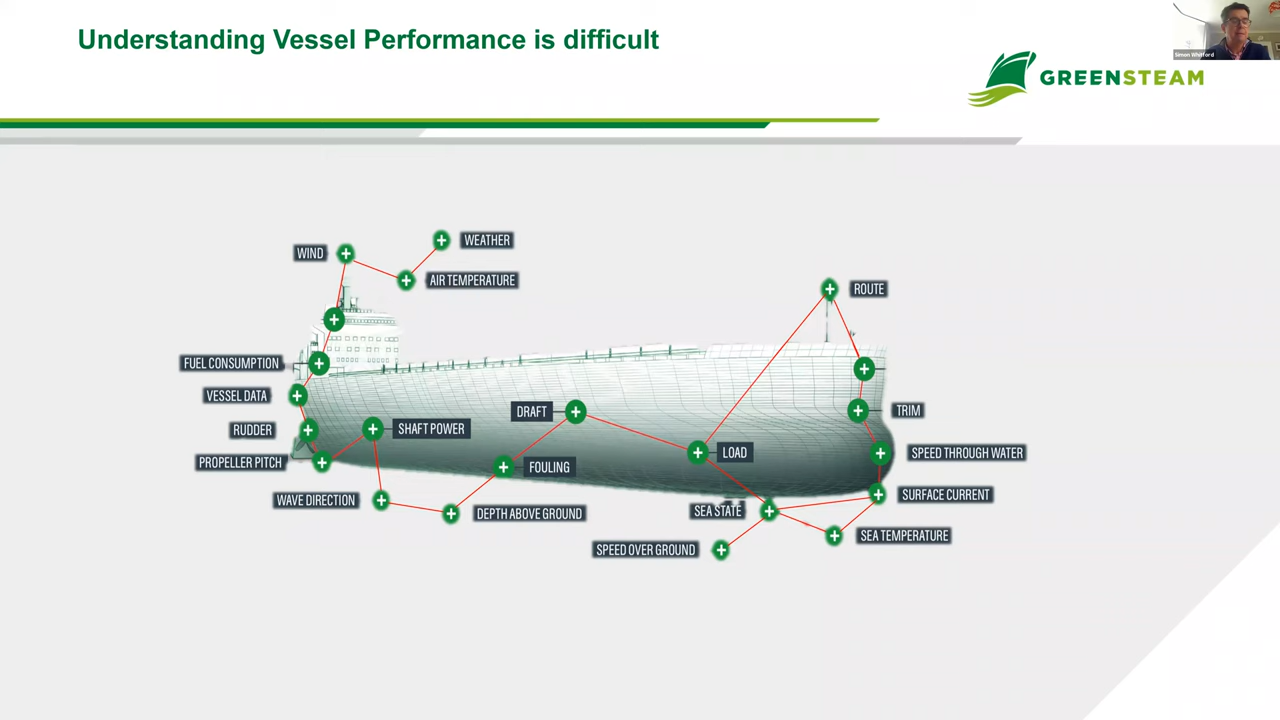 Understanding Vessel Performance is difficult
Simon Whitford
GREENSTEAM
WIND
WEATHER
AIR TEMPERATURE
ROUTE
FUEL CONSUMPTION
VESSEL DATA
DRAFT
TRIM
RUDDER
SHAFT POWER
LOAD
SPEED THROUGH WATER
PROPELLER PITCH
FOULING
WAVE DIRECTION
SURFACE CURRENT
DEPTH ABOVE GROUND
SEA STATE
SEA TEMPERATURE
SPEED OVER GROUND